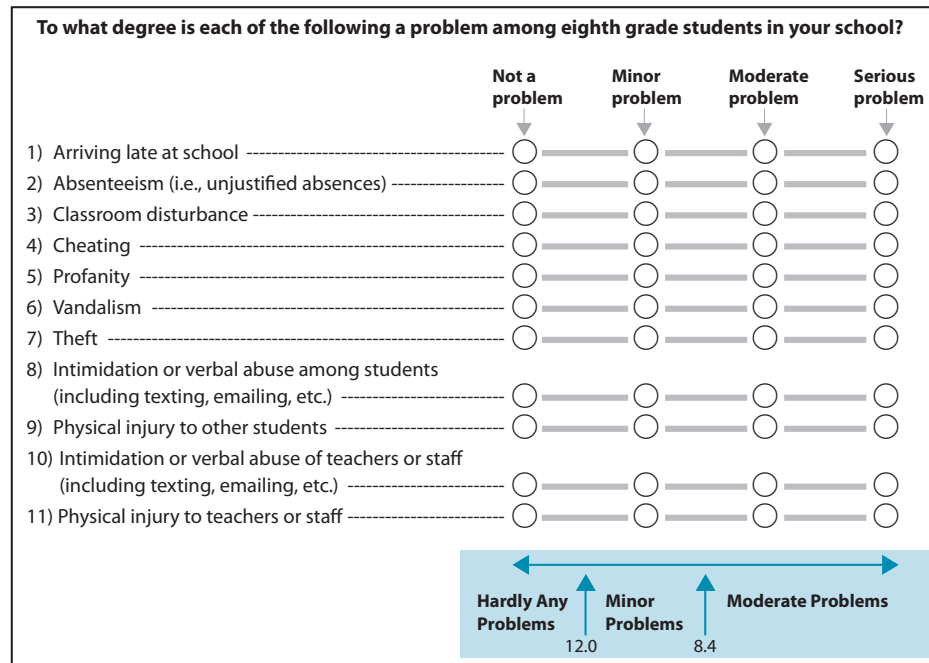 To what degree is each of the following a problem among eighth grade students in your school?
Not a problem
Minor problem
Moderate problem
Serious problem
1) Arriving late at school
2) Absenteeism (i.e., unjustified absences)
3) Classroom disturbance
4) Cheating
5) Profanity
6) Vandalism
7) Theft
8) Intimidation or verbal abuse among students
(including texting, emailing, etc.)
9) Physical injury to other students
10) Intimidation or verbal abuse of teachers or staff
(including texting, emailing, etc.)
11) Physical injury to teachers or staff
Hardly Any
Problems
Minor
Problems
Moderate Problems
12.0
8.4